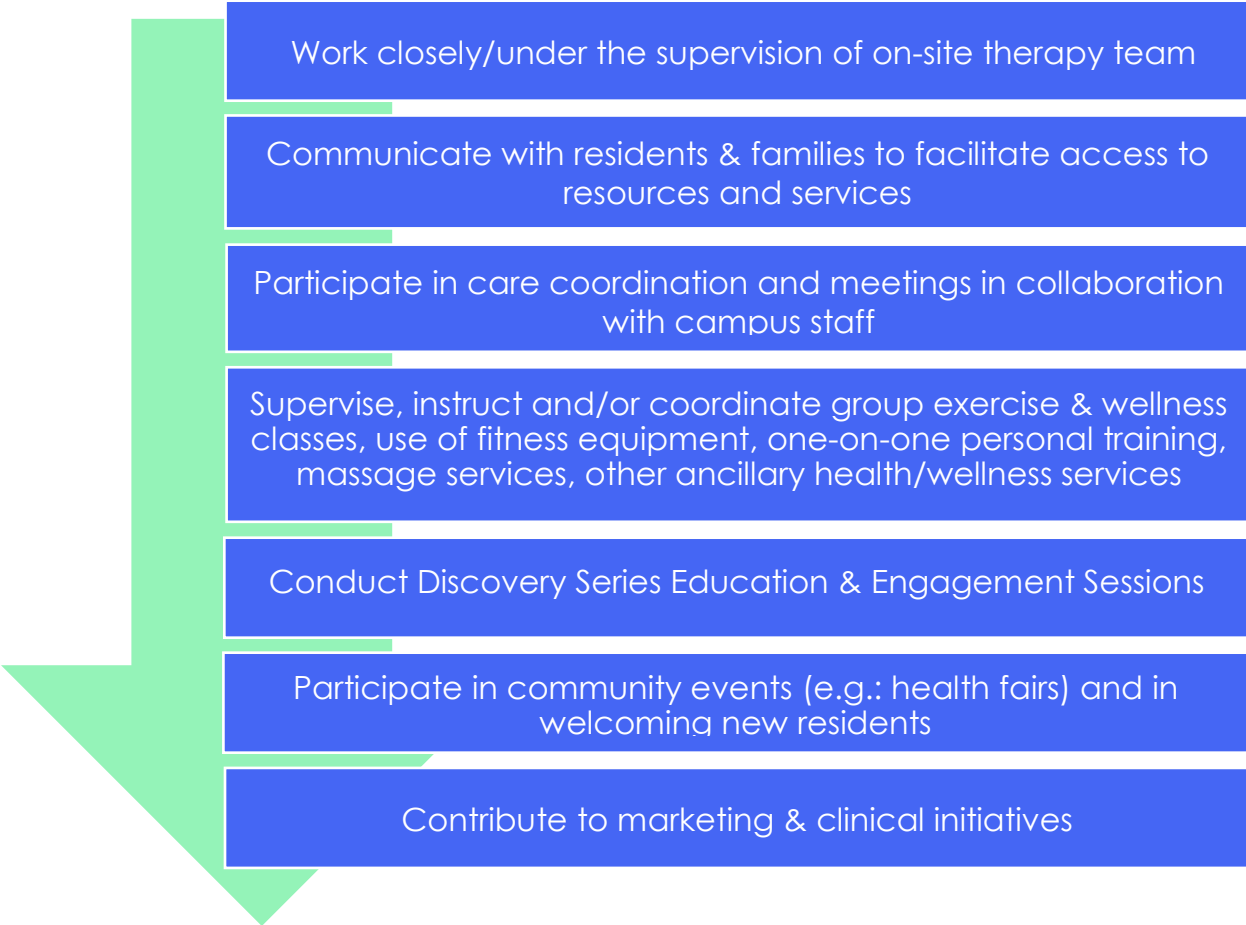 Work closely/under the supervision of on-site therapy team
Communicate with residents & families to facilitate access to
resources and services
Participate in care coordination and meetings in collaboration
with campus staff
Supervise, instruct and/or coordinate group exercise & wellness
classes, use of fitness equipment, one-on-one personal training,
massage services, other ancillary health/wellness services
Conduct Discovery Series Education & Engagement Sessions
Participate in community events (e.g.: health fairs) and in
welcoming new residents
Contribute to marketing & clinical initiatives